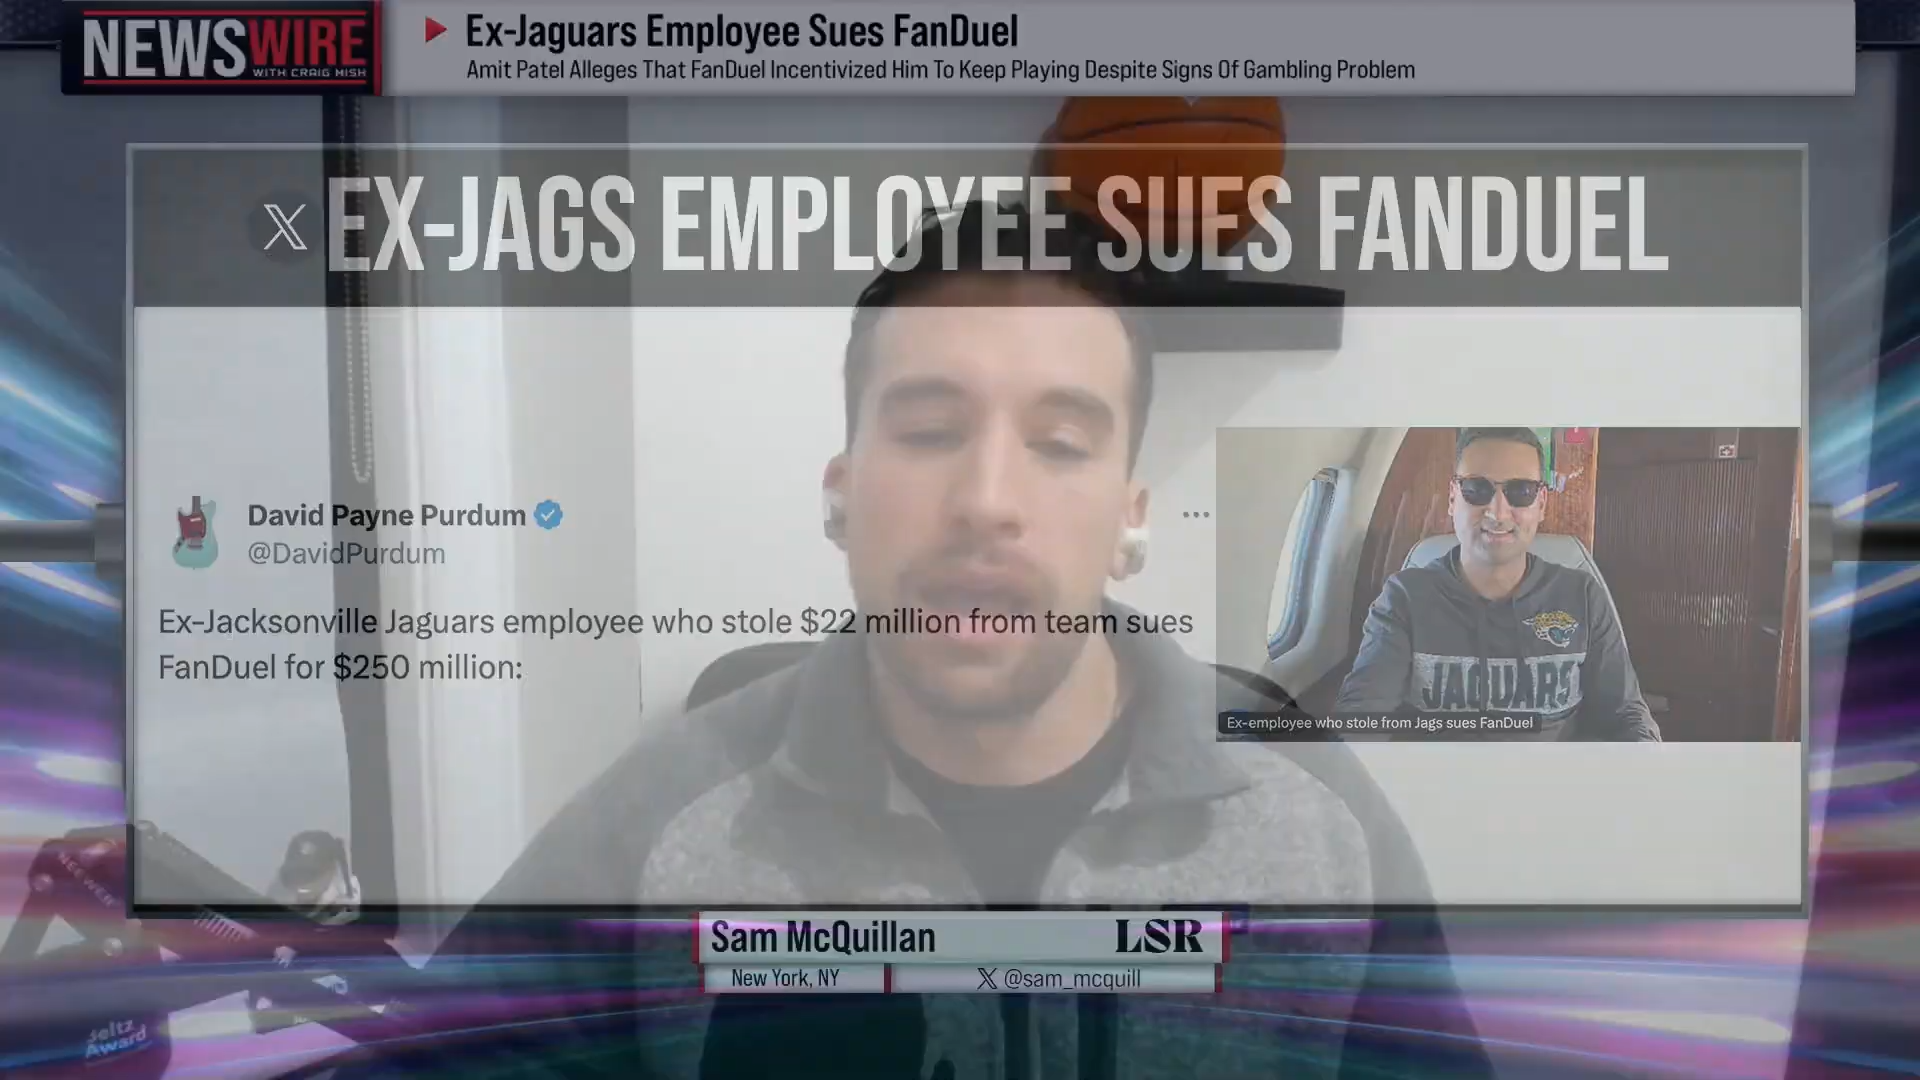 NEWSWIRE
WITH CRAIG MISH
Ex-Jaguars Employee Sues FanDuel
Amit Patel Alleges That FanDuel Incentivized Him To Keep Playing Despite Signs Of Gambling Problem
EX-JAGS EMPLOYEE SUES FANDUEL
David Payne Purdum
@DavidPurdum
Ex-Jacksonville Jaguars employee who stole $22 million from team sues
FanDuel for $250 million:
JAGUARS
Ex-employee who stole from Jags sues FanDuel
NEEWER
Seltz
Award
Sam McQuillan
LSR
New York, NY
X @sam_mcquill